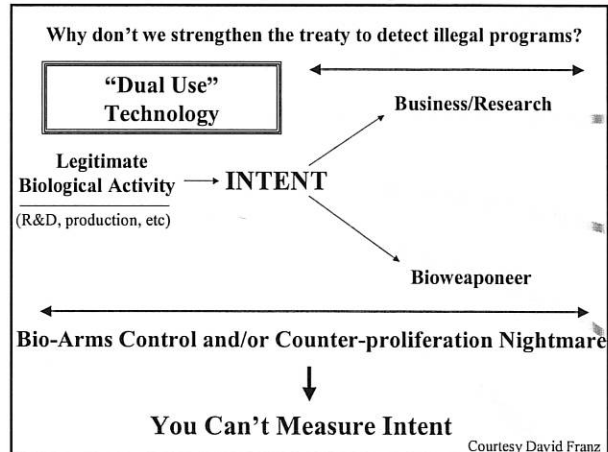 Why don't we strengthen the treaty to detect illegal programs?
"Dual Use"
Technology
Business/Research
Legitimate
Biological Activity
INTENT
(R&D, production, etc)
Bioweaponeer
Bio-Arms Control and/or Counter-proliferation Nightmare
You Can't Measure Intent
Courtesy David Franz